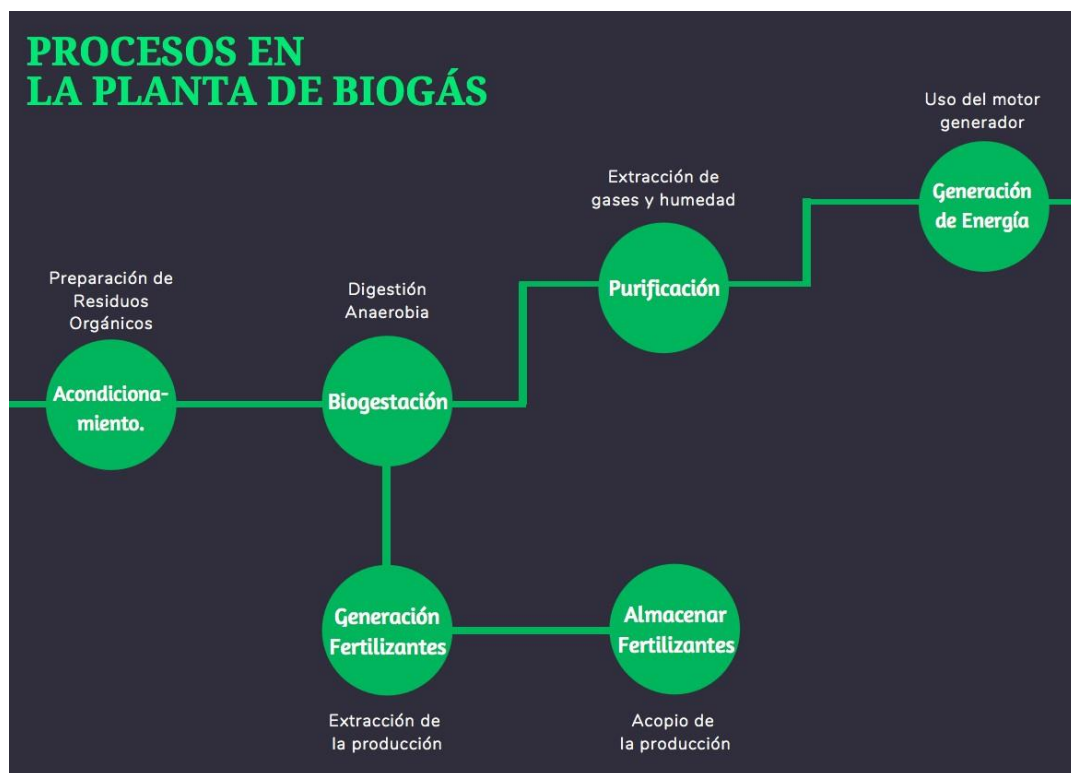 PROCESOS EN
LA PLANTA DE BIOGÁS
Uso del motor
generador
Generación
de Energía
Extracción de
gases y humedad
Purificación
Preparación de
Residuos
Orgánicos
Acondiciona-
miento.
Digestión
Anaerobia
Biogestación
Generación
Fertilizantes
Extracción de
la producción
Almacenar
Fertilizantes
Acopio de
la producción